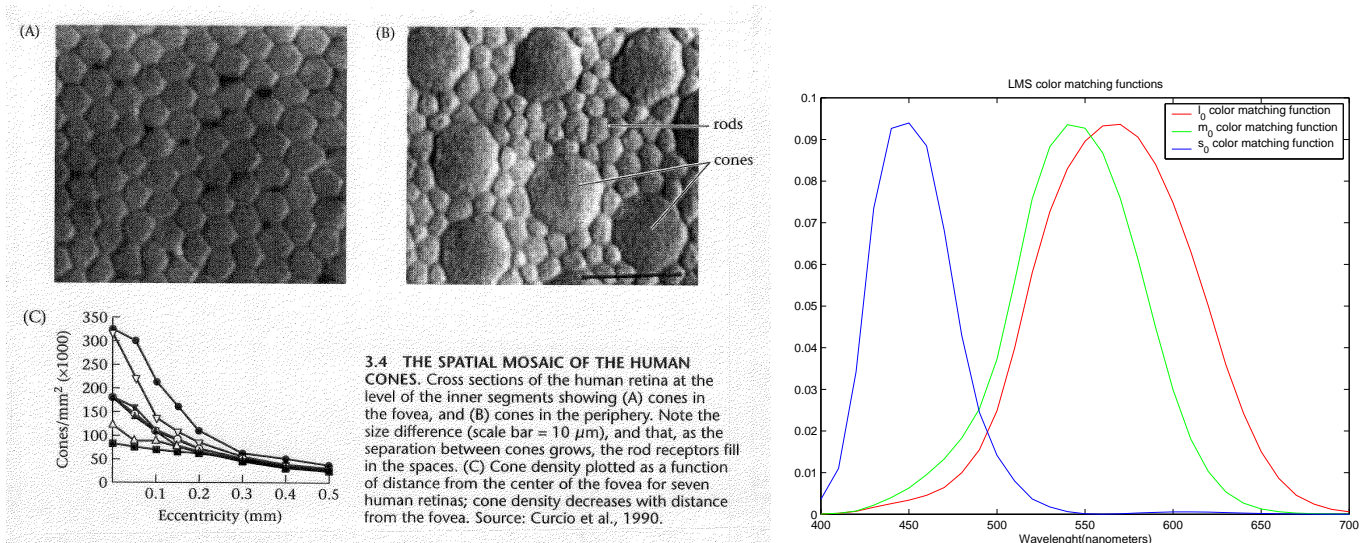 (A)
(B)
rods
cones
(C)
Cones/mm² (×1000)
350
300
250
200
150
100
50
0
0.1 0.2 0.3 0.4 0.5
Eccentricity (mm)
3.4 THE SPATIAL MOSAIC OF THE HUMAN
CONES. Cross sections of the human retina at the
level of the inner segments showing (A) cones in
the fovea, and (B) cones in the periphery. Note the
size difference (scale bar = 10 μm), and that, as the
separation between cones grows, the rod receptors fill
in the spaces. (C) Cone density plotted as a function
of distance from the center of the fovea for seven
human retinas; cone density decreases with distance
from the fovea. Source: Curcio et al., 1990.
LMS color matching functions
l₀ color matching function
m₀ color matching function
s₀ color matching function
0.1
0.09
0.08
0.07
0.06
0.05
0.04
0.03
0.02
0.01
0
400 450 500 550 600 650 700
Wavelenght(nanometers)